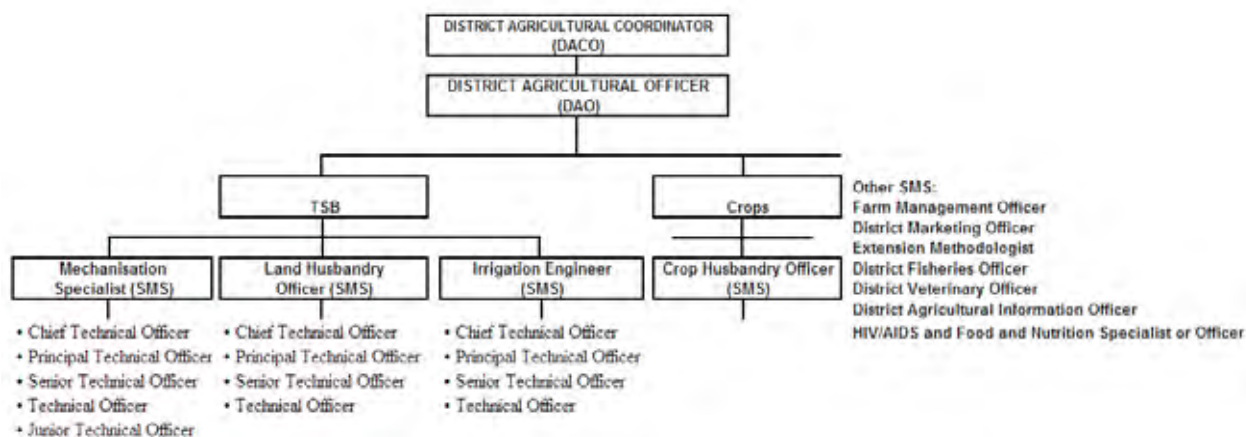 DISTRICT AGRICULTURAL COORDINATOR
(DACO)
DISTRICT AGRICULTURAL OFFICER
(DAO)
TSB
Crops
Other SMS:
Farm Management Officer
District Marketing Officer
Extension Methodologist
District Fisheries Officer
District Veterinary Officer
District Agricultural Information Officer
HIV/AIDS and Food and Nutrition Specialist or Officer
Mechanisation
Specialist (SMS)
• Chief Technical Officer
• Principal Technical Officer
• Senior Technical Officer
• Technical Officer
• Junior Technical Officer
Land Husbandry
Officer (SMS)
• Chief Technical Officer
• Principal Technical Officer
• Senior Technical Officer
• Technical Officer
Irrigation Engineer
(SMS)
• Chief Technical Officer
• Principal Technical Officer
• Senior Technical Officer
• Technical Officer
Crop Husbandry Officer
(SMS)